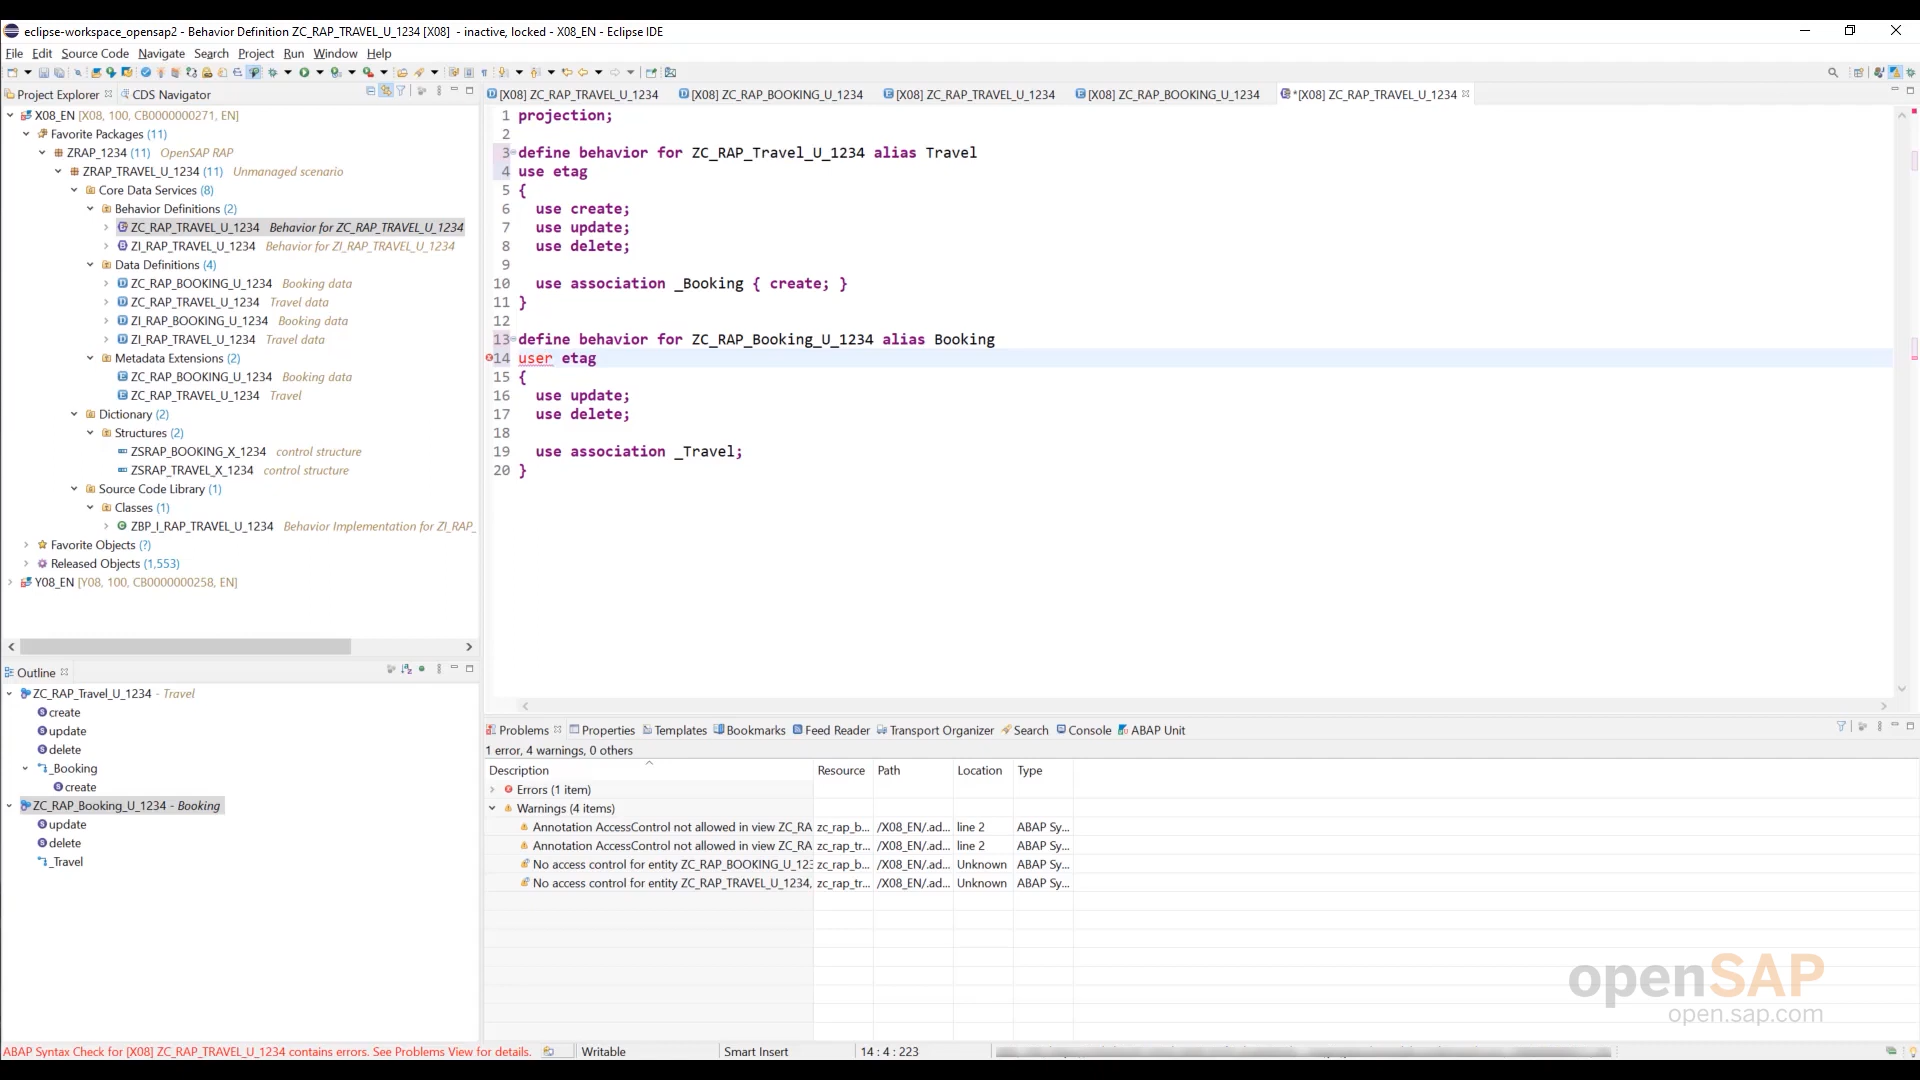 eclipse-workspace_opensap2 - Behavior Definition ZC_RAP_TRAVEL_U_1234 [X08]  - inactive, locked - X08_EN - Eclipse IDE
File Edit Source Code Navigate Search Project Run Window Help
Project Explorer CDS Navigator
X08_EN [X08, 100, CB0000000271, EN]
Favorite Packages (11)
ZRAP_1234 (11) OpenSAP RAP
ZRAP_TRAVEL_U_1234 (11) Unmanaged scenario
Core Data Services (8)
Behavior Definitions (2)
ZC_RAP_TRAVEL_U_1234 Behavior for ZC_RAP_TRAVEL_U_1234
ZI_RAP_TRAVEL_U_1234 Behavior for ZI_RAP_TRAVEL_U_1234
Data Definitions (4)
ZC_RAP_BOOKING_U_1234 Booking data
ZC_RAP_TRAVEL_U_1234 Travel data
ZI_RAP_BOOKING_U_1234 Booking data
ZI_RAP_TRAVEL_U_1234 Travel data
Metadata Extensions (2)
ZC_RAP_BOOKING_U_1234 Booking data
ZC_RAP_TRAVEL_U_1234 Travel
Dictionary (2)
Structures (2)
ZSRAP_BOOKING_X_1234 control structure
ZSRAP_TRAVEL_X_1234 control structure
Source Code Library (1)
Classes (1)
ZBP_I_RAP_TRAVEL_U_1234 Behavior Implementation for ZI_RAP_
Favorite Objects (?)
Released Objects (1,553)
Y08_EN [Y08, 100, CB0000000258, EN]
Outline
ZC_RAP_Travel_U_1234 - Travel
create
update
delete
_Booking
create
ZC_RAP_Booking_U_1234 - Booking
update
delete
_Travel
[X08] ZC_RAP_TRAVEL_U_1234 [X08] ZC_RAP_BOOKING_U_1234 [X08] ZC_RAP_TRAVEL_U_1234 [X08] ZC_RAP_BOOKING_U_1234 *[X08] ZC_RAP_TRAVEL_U_1234
1 projection;
2
3 define behavior for ZC_RAP_Travel_U_1234 alias Travel
4 use etag
5 {
6 use create;
7 use update;
8 use delete;
9
10 use association _Booking { create; }
11 }
12
13 define behavior for ZC_RAP_Booking_U_1234 alias Booking
14 user etag
15 {
16 use update;
17 use delete;
18
19 use association _Travel;
20 }
Problems Properties Templates Bookmarks Feed Reader Transport Organizer Search Console ABAP Unit
1 error, 4 warnings, 0 others
Description Resource Path Location Type
Errors (1 item)
Warnings (4 items)
Annotation AccessControl not allowed in view ZC_RA zc_rap_b... /X08_EN/.ad... line 2 ABAP Sy...
Annotation AccessControl not allowed in view ZC_RA zc_rap_tr... /X08_EN/.ad... line 2 ABAP Sy...
No access control for entity ZC_RAP_BOOKING_U_123 zc_rap_b... /X08_EN/.ad... Unknown ABAP Sy...
No access control for entity ZC_RAP_TRAVEL_U_1234, zc_rap_tr... /X08_EN/.ad... Unknown ABAP Sy...
openSAP
open.sap.com
ABAP Syntax Check for [X08] ZC_RAP_TRAVEL_U_1234 contains errors. See Problems View for details. Writable Smart Insert 14 : 4 : 223